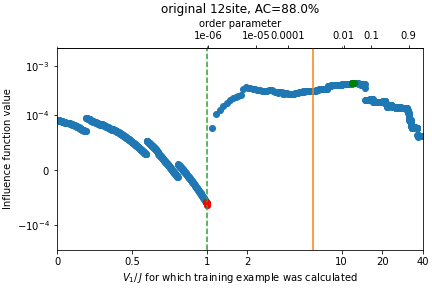 original 12site, AC=88.0%
order parameter
1e-06 1e-05 0.0001 0.01 0.1 0.9
Influence function value
10⁻³
10⁻⁴
0
−10⁻⁴
0 0.5 1 2 10 20 40
V₁/J for which training example was calculated